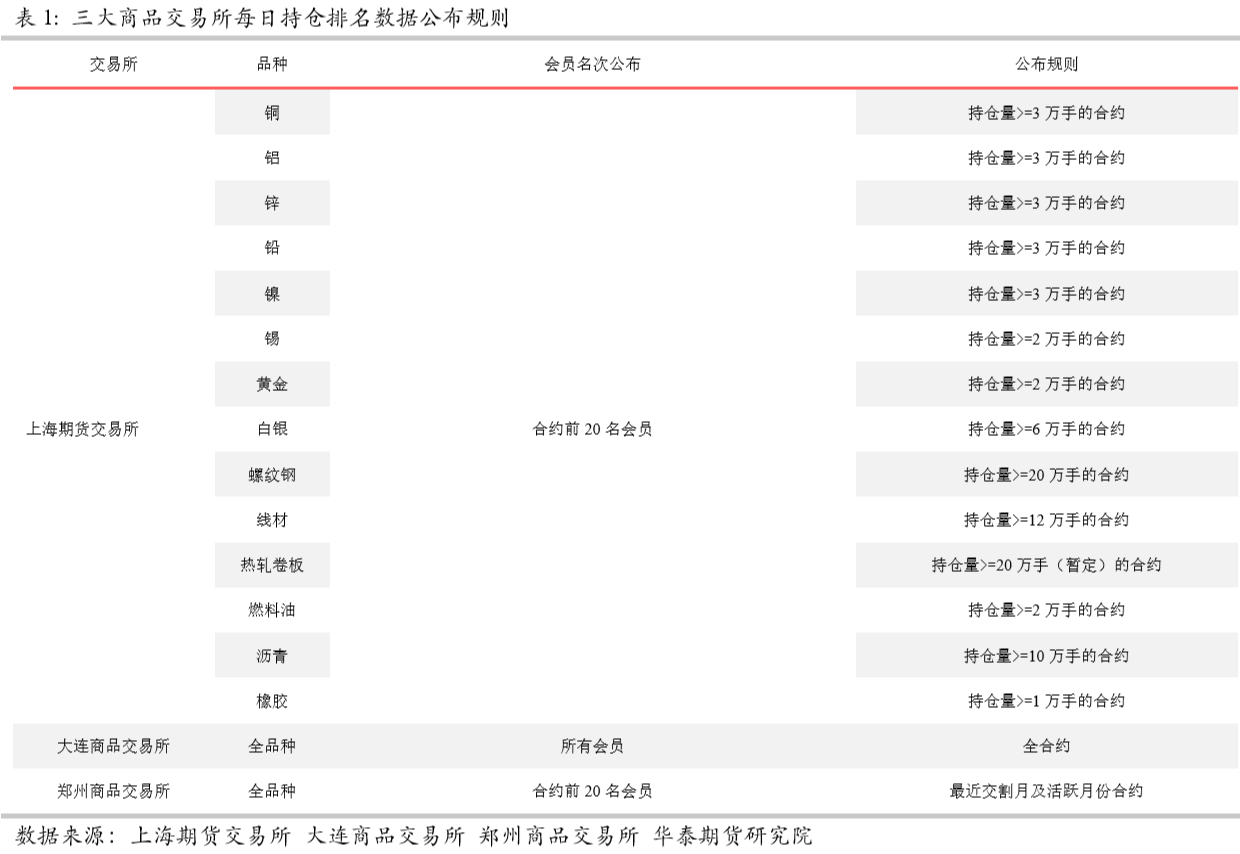 表 1: 三大商品交易所每日持仓排名数据公布规则
交易所 品种 会员名次公布 公布规则
铜 持仓量>=3 万手的合约
铝 持仓量>=3 万手的合约
锌 持仓量>=3 万手的合约
铅 持仓量>=3 万手的合约
镍 持仓量>=3 万手的合约
锡 持仓量>=2 万手的合约
黄金 持仓量>=2 万手的合约
上海期货交易所 白银 合约前 20 名会员 持仓量>=6 万手的合约
螺纹钢 持仓量>=20 万手的合约
线材 持仓量>=12 万手的合约
热轧卷板 持仓量>=20 万手（暂定）的合约
燃料油 持仓量>=2 万手的合约
沥青 持仓量>=10 万手的合约
橡胶 持仓量>=1 万手的合约
大连商品交易所 全品种 所有会员 全合约
郑州商品交易所 全品种 合约前 20 名会员 最近交割月及活跃月份合约
数据来源：上海期货交易所 大连商品交易所 郑州商品交易所 华泰期货研究院